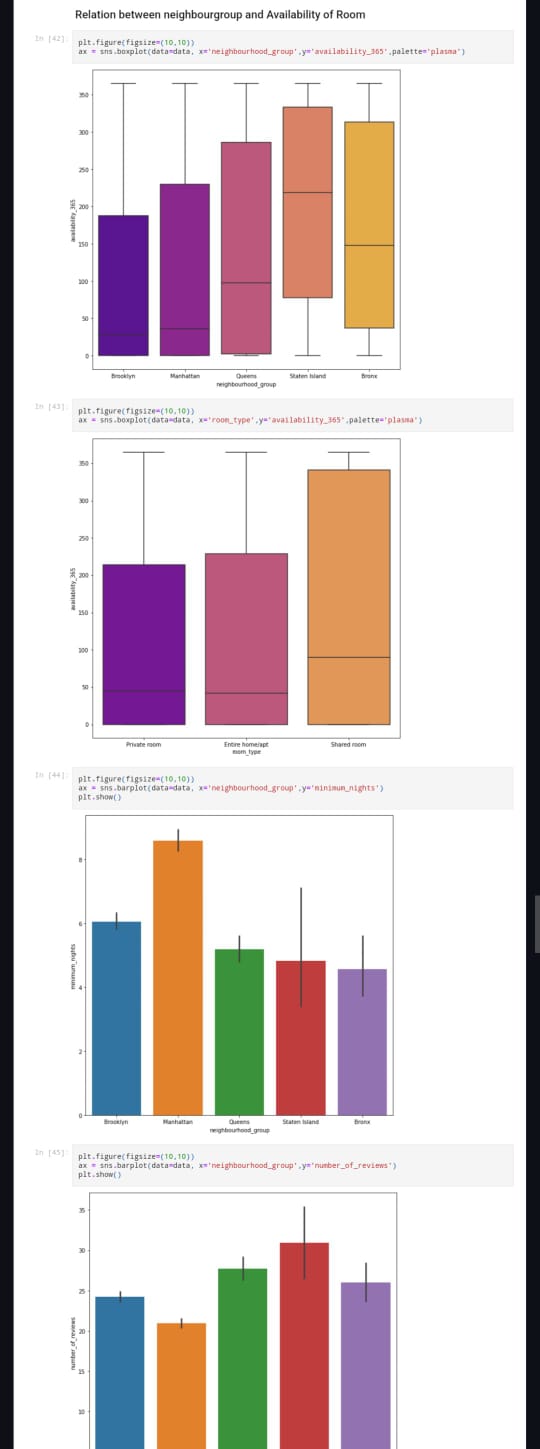 Relation between neighbourgroup and Availability of Room
In [42]:
plt.figure(figsize=(10,10))
ax = sns.boxplot(data=data, x='neighbourhood_group',y='availability_365',palette='plasma')
350
300
250
200
150
100
50
0
availability_365
Brooklyn Manhattan Queens Staten Island Bronx
neighbourhood_group
In [43]:
plt.figure(figsize=(10,10))
ax = sns.boxplot(data=data, x='room_type',y='availability_365',palette='plasma')
350
300
250
200
150
100
50
0
availability_365
Private room Entire home/apt Shared room
room_type
In [44]:
plt.figure(figsize=(10,10))
ax = sns.barplot(data=data, x='neighbourhood_group',y='minimum_nights')
plt.show()
8
6
4
2
0
minimum_nights
Brooklyn Manhattan Queens Staten Island Bronx
neighbourhood_group
In [45]:
plt.figure(figsize=(10,10))
ax = sns.barplot(data=data, x='neighbourhood_group',y='number_of_reviews')
plt.show()
35
30
25
20
15
10
number_of_reviews